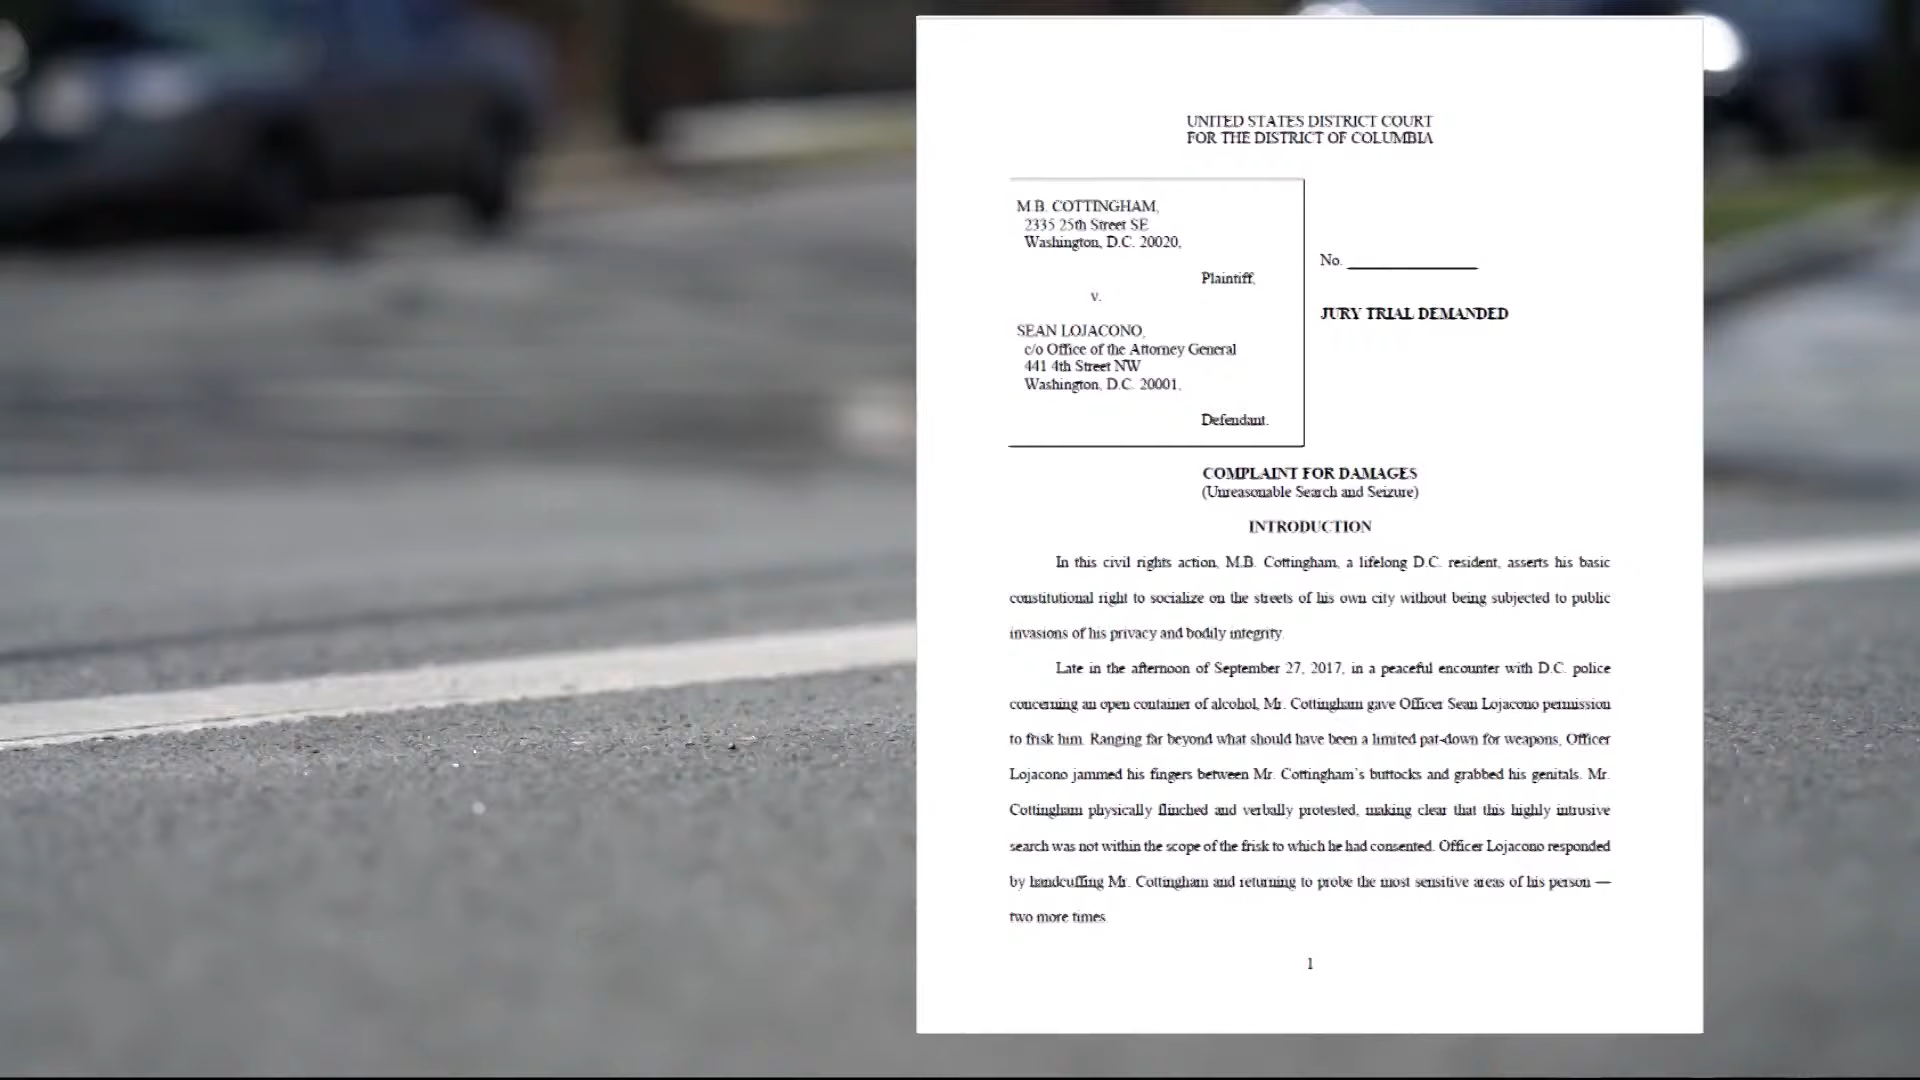 UNITED STATES DISTRICT COURT
FOR THE DISTRICT OF COLUMBIA
M.B. COTTINGHAM,
2335 25th Street SE
Washington, D.C. 20020,
Plaintiff,
v.
SEAN LOJACONO,
c/o Office of the Attorney General
441 4th Street NW
Washington, D.C. 20001,
Defendant.
No.
JURY TRIAL DEMANDED
COMPLAINT FOR DAMAGES
(Unreasonable Search and Seizure)
INTRODUCTION
In this civil rights action, M.B. Cottingham, a lifelong D.C. resident, asserts his basic
constitutional right to socialize on the streets of his own city without being subjected to public
invasions of his privacy and bodily integrity.
Late in the afternoon of September 27, 2017, in a peaceful encounter with D.C. police
concerning an open container of alcohol, Mr. Cottingham gave Officer Sean Lojacono permission
to frisk him. Ranging far beyond what should have been a limited pat-down for weapons, Officer
Lojacono jammed his fingers between Mr. Cottingham's buttocks and grabbed his genitals. Mr.
Cottingham physically flinched and verbally protested, making clear that this highly intrusive
search was not within the scope of the frisk to which he had consented. Officer Lojacono responded
by handcuffing Mr. Cottingham and returning to probe the most sensitive areas of his person —
two more times.
1